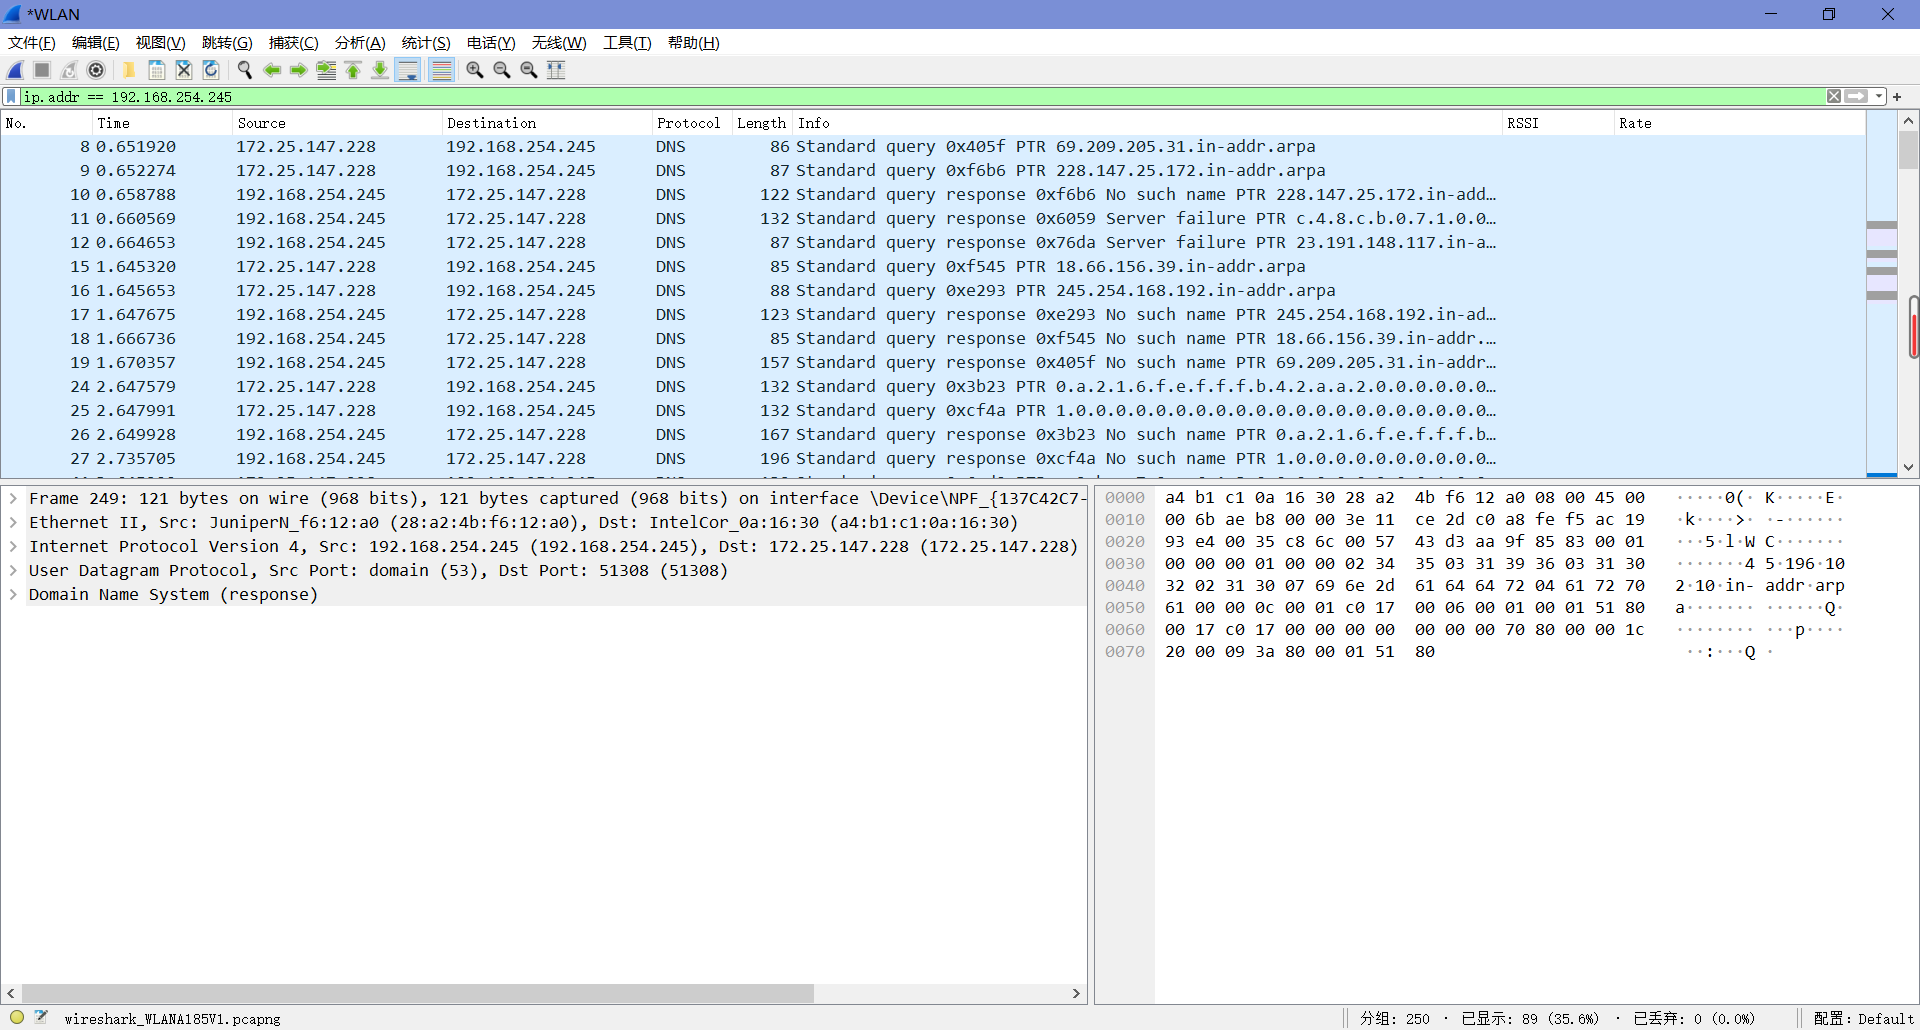 *WLAN
文件(F) 编辑(E) 视图(V) 跳转(G) 捕获(C) 分析(A) 统计(S) 电话(Y) 无线(W) 工具(T) 帮助(H)
ip.addr == 192.168.254.245
No. Time Source Destination Protocol Length Info RSSI Rate
8 0.651920 172.25.147.228 192.168.254.245 DNS 86 Standard query 0x405f PTR 69.209.205.31.in-addr.arpa
9 0.652274 172.25.147.228 192.168.254.245 DNS 87 Standard query 0xf6b6 PTR 228.147.25.172.in-addr.arpa
10 0.658788 192.168.254.245 172.25.147.228 DNS 122 Standard query response 0xf6b6 No such name PTR 228.147.25.172.in-add…
11 0.660569 192.168.254.245 172.25.147.228 DNS 132 Standard query response 0x6059 Server failure PTR c.4.8.c.b.0.7.1.0.0…
12 0.664653 192.168.254.245 172.25.147.228 DNS 87 Standard query response 0x76da Server failure PTR 23.191.148.117.in-a…
15 1.645320 172.25.147.228 192.168.254.245 DNS 85 Standard query 0xf545 PTR 18.66.156.39.in-addr.arpa
16 1.645653 172.25.147.228 192.168.254.245 DNS 88 Standard query 0xe293 PTR 245.254.168.192.in-addr.arpa
17 1.647675 192.168.254.245 172.25.147.228 DNS 123 Standard query response 0xe293 No such name PTR 245.254.168.192.in-ad…
18 1.666736 192.168.254.245 172.25.147.228 DNS 85 Standard query response 0xf545 No such name PTR 18.66.156.39.in-addr.…
19 1.670357 192.168.254.245 172.25.147.228 DNS 157 Standard query response 0x405f No such name PTR 69.209.205.31.in-addr…
24 2.647579 172.25.147.228 192.168.254.245 DNS 132 Standard query 0x3b23 PTR 0.a.2.1.6.f.e.f.f.f.b.4.2.a.a.2.0.0.0.0.0.0…
25 2.647991 172.25.147.228 192.168.254.245 DNS 132 Standard query 0xcf4a PTR 1.0.0.0.0.0.0.0.0.0.0.0.0.0.0.0.0.0.0.0.0.0…
26 2.649928 192.168.254.245 172.25.147.228 DNS 167 Standard query response 0x3b23 No such name PTR 0.a.2.1.6.f.e.f.f.f.b…
27 2.735705 192.168.254.245 172.25.147.228 DNS 196 Standard query response 0xcf4a No such name PTR 1.0.0.0.0.0.0.0.0.0.0…
Frame 249: 121 bytes on wire (968 bits), 121 bytes captured (968 bits) on interface \Device\NPF_{137C42C7-
Ethernet II, Src: JuniperN_f6:12:a0 (28:a2:4b:f6:12:a0), Dst: IntelCor_0a:16:30 (a4:b1:c1:0a:16:30)
Internet Protocol Version 4, Src: 192.168.254.245 (192.168.254.245), Dst: 172.25.147.228 (172.25.147.228)
User Datagram Protocol, Src Port: domain (53), Dst Port: 51308 (51308)
Domain Name System (response)
0000 a4 b1 c1 0a 16 30 28 a2 4b f6 12 a0 08 00 45 00 ·····0(· K·····E·
0010 00 6b ae b8 00 00 3e 11 ce 2d c0 a8 fe f5 ac 19 ·k····>· ·-······
0020 93 e4 00 35 c8 6c 00 57 43 d3 aa 9f 85 83 00 01 ···5·l·W C·······
0030 00 00 00 01 00 00 02 34 35 03 31 39 36 03 31 30 ·······4 5·196·10
0040 32 02 31 30 07 69 6e 2d 61 64 64 72 04 61 72 70 2·10·in- addr·arp
0050 61 00 00 0c 00 01 c0 17 00 06 00 01 00 01 51 80 a······· ······Q·
0060 00 17 c0 17 00 00 00 00 00 00 00 70 80 00 00 1c ········ ···p····
0070 20 00 09 3a 80 00 01 51 80 ··:···Q ·
wireshark_WLANA185V1.pcapng
分组: 250 · 已显示: 89 (35.6%) · 已丢弃: 0 (0.0%)
配置: Default